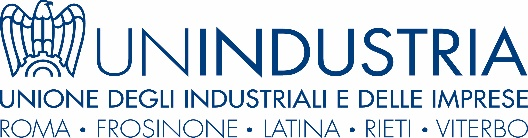 UNINDUSTRIA
UNIONE DEGLI INDUSTRIALI E DELLE IMPRESE
ROMA • FROSINONE • LATINA • RIETI • VITERBO